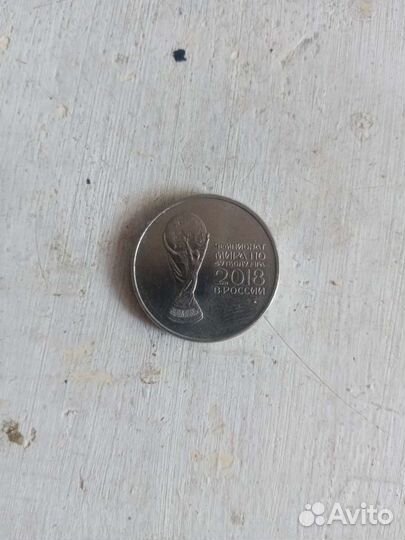 ЧЕМПИОНАТ
МИРА ПО
ФУТБОЛУ FIFA
2018
В РОССИИ
Avito